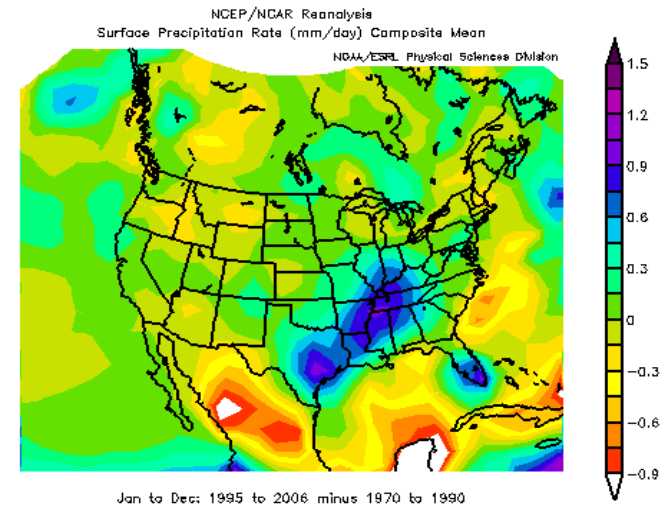 NCEP/NCAR Reanalysis
Surface Precipitation Rate (mm/day) Composite Mean
NOAA/ESRL Physical Sciences Division
1.5
1.2
0.9
0.6
0.3
0
-0.3
-0.6
-0.9
Jan to Dec: 1995 to 2006 minus 1970 to 1990